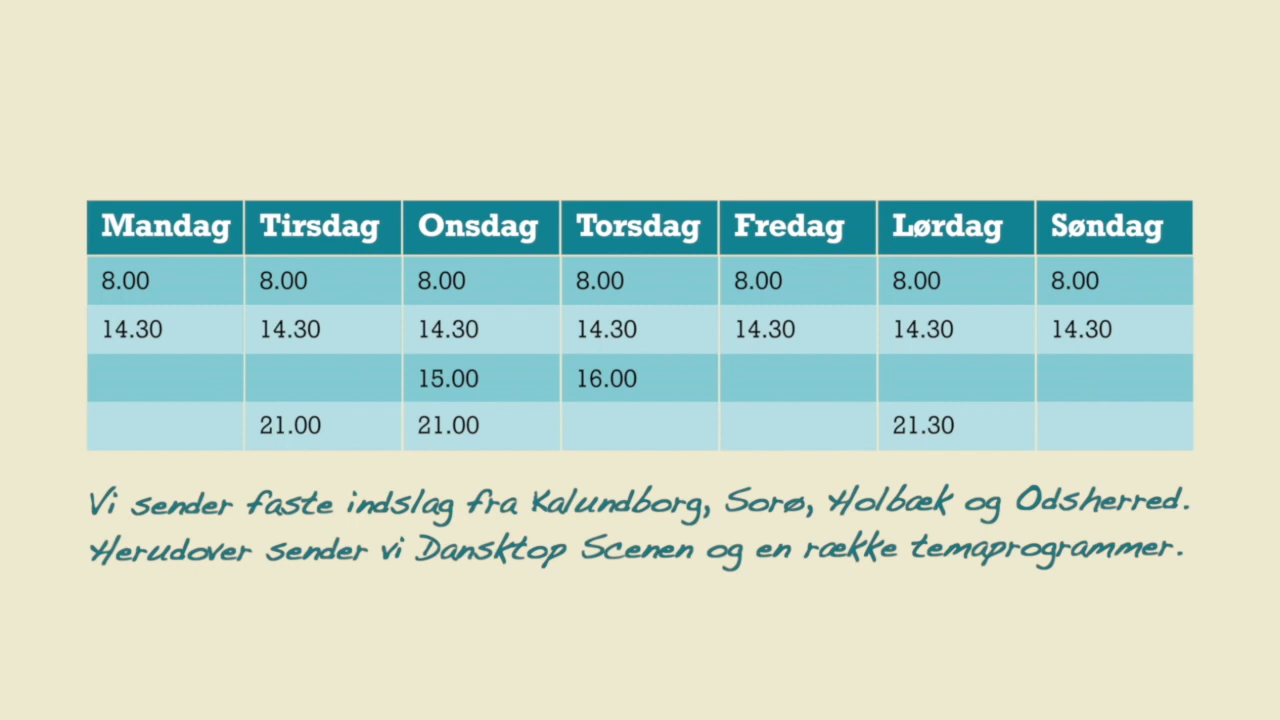 Mandag Tirsdag Onsdag Torsdag Fredag Lørdag Søndag
8.00 8.00 8.00 8.00 8.00 8.00 8.00
14.30 14.30 14.30 14.30 14.30 14.30 14.30
15.00 16.00
21.00 21.00 21.30
Vi sender faste indslag fra Kalundborg, Sorø, Holbæk og Odsherred.
Herudover sender vi Dansktop Scenen og en række temaprogrammer.